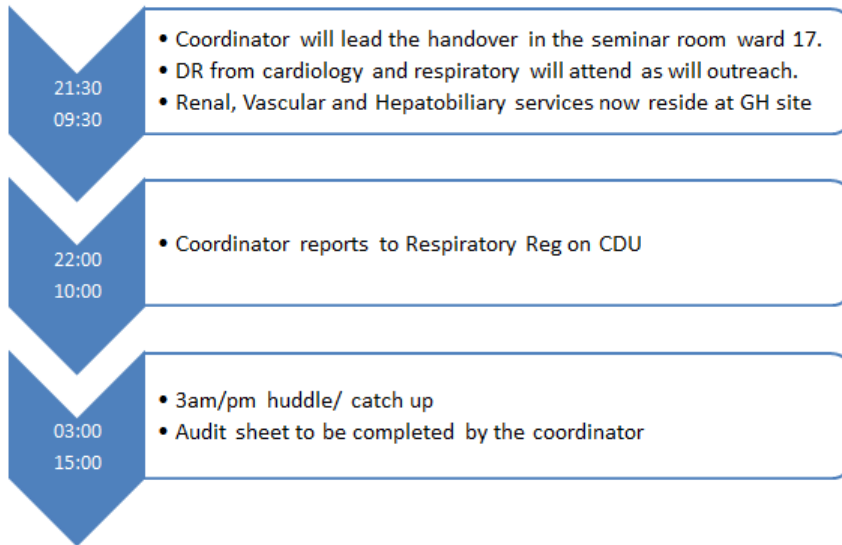 21:30
09:30
• Coordinator will lead the handover in the seminar room ward 17.
• DR from cardiology and respiratory will attend as will outreach.
• Renal, Vascular and Hepatobiliary services now reside at GH site
22:00
10:00
• Coordinator reports to Respiratory Reg on CDU
03:00
15:00
• 3am/pm huddle/ catch up
• Audit sheet to be completed by the coordinator